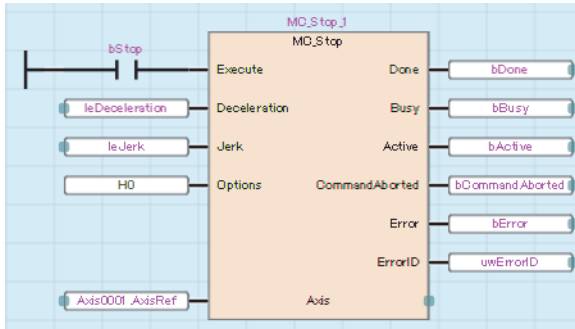 MC_Stop_1
MC_Stop
bStop
Execute Done bDone
leDeceleration Deceleration Busy bBusy
leJerk Jerk Active bActive
H0 Options CommandAborted bCommandAborted
Error bError
ErrorID uwErrorID
Axis0001.AxisRef Axis